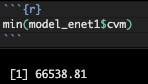 ```{r}
min(model_enet1$cvm)
```
[1] 66538.81